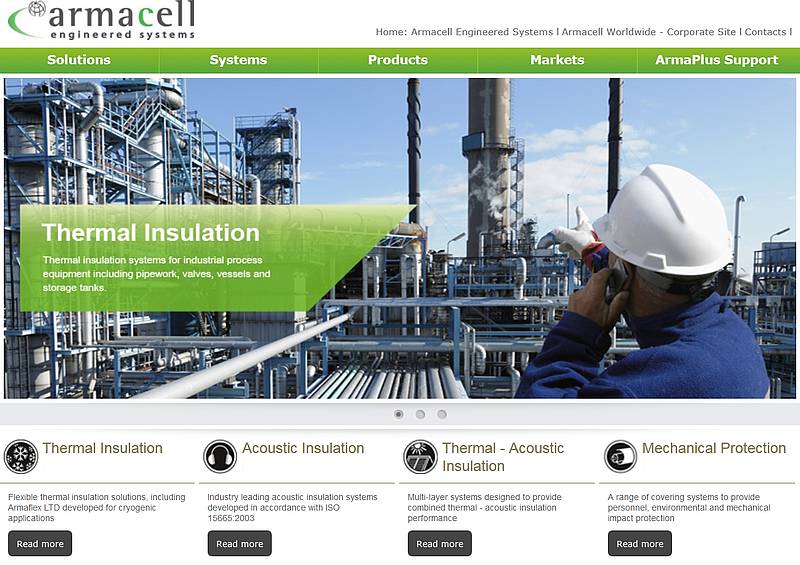 armacell
engineered systems
Home: Armacell Engineered Systems l Armacell Worldwide - Corporate Site l Contacts l
Solutions
Systems
Products
Markets
ArmaPlus Support
Thermal Insulation
Thermal insulation systems for industrial process
equipment including pipework, valves, vessels and
storage tanks.
Thermal Insulation
Flexible thermal insulation solutions, including
Armaflex LTD developed for cryogenic
applications
Read more
Acoustic Insulation
Industry leading acoustic insulation systems
developed in accordance with ISO
15665:2003
Read more
Thermal - Acoustic
Insulation
Multi-layer systems designed to provide
combined thermal - acoustic insulation
performance
Read more
Mechanical Protection
A range of covering systems to provide
personnel, environmental and mechanical
impact protection
Read more